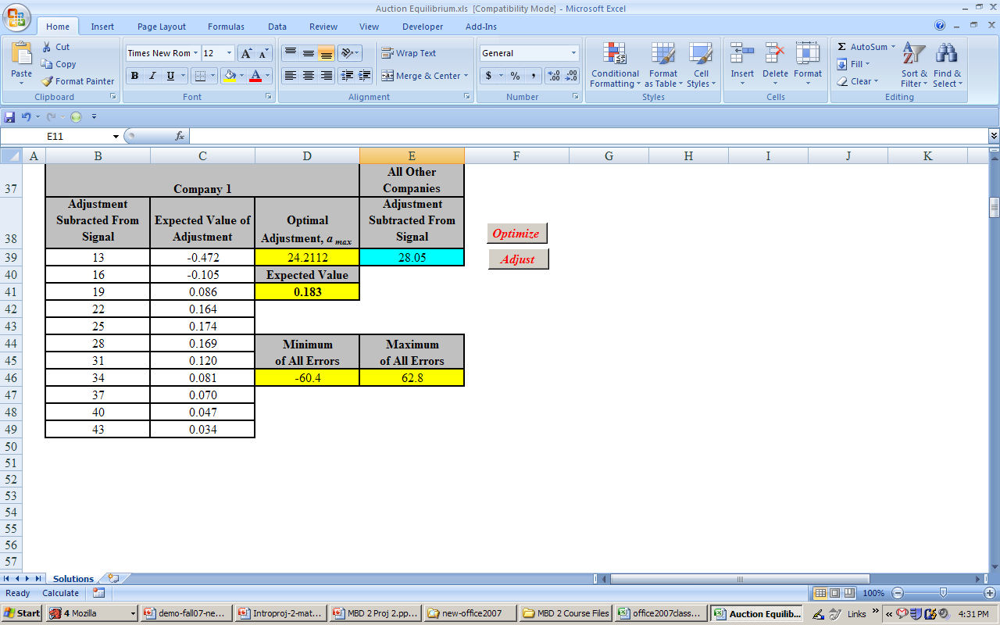 Auction Equilibrium.xls [Compatibility Mode] - Microsoft Excel
Home Insert Page Layout Formulas Data Review View Developer Add-Ins
Paste
Cut
Copy
Format Painter
Clipboard
Times New Rom 12
B I U
Font
Wrap Text
Merge & Center
Alignment
General
$ % ,
Number
Conditional Formatting
Format as Table
Cell Styles
Styles
Insert Delete Format
Cells
Σ AutoSum
Fill
Clear
Sort & Filter
Find & Select
Editing
E11 fx
A B C D E F G H I J K
37 Company 1 All Other Companies
38 Adjustment Subracted From Signal Expected Value of Adjustment Optimal Adjustment, a max Adjustment Subtracted From Signal
Optimize
39 13 -0.472 24.2112 28.05 Adjust
40 16 -0.105 Expected Value
41 19 0.086 0.183
42 22 0.164
43 25 0.174
44 28 0.169 Minimum Maximum
45 31 0.120 of All Errors of All Errors
46 34 0.081 -60.4 62.8
47 37 0.070
48 40 0.047
49 43 0.034
50
51
52
53
54
55
56
57
Solutions
Ready Calculate 100%
Start 4 Mozilla demo-fall07-ne... Introproj-2-mat... MBD 2 Proj 2.pp... new-office2007 MBD 2 Course Files office2007class... Auction Equilib... Links » « 4:31 PM